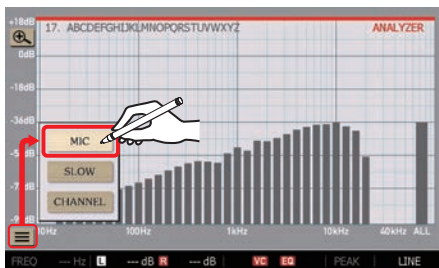 +18dB 17. ABCDEFGHIJKLMNOPQRSTUVWXYZ ANALYZER
0dB
-18dB
-36dB
MIC
SLOW
CHANNEL
100Hz 1kHz 10kHz 40kHz ALL
FREQ --- Hz L --- dB R --- dB VC EQ PEAK LINE